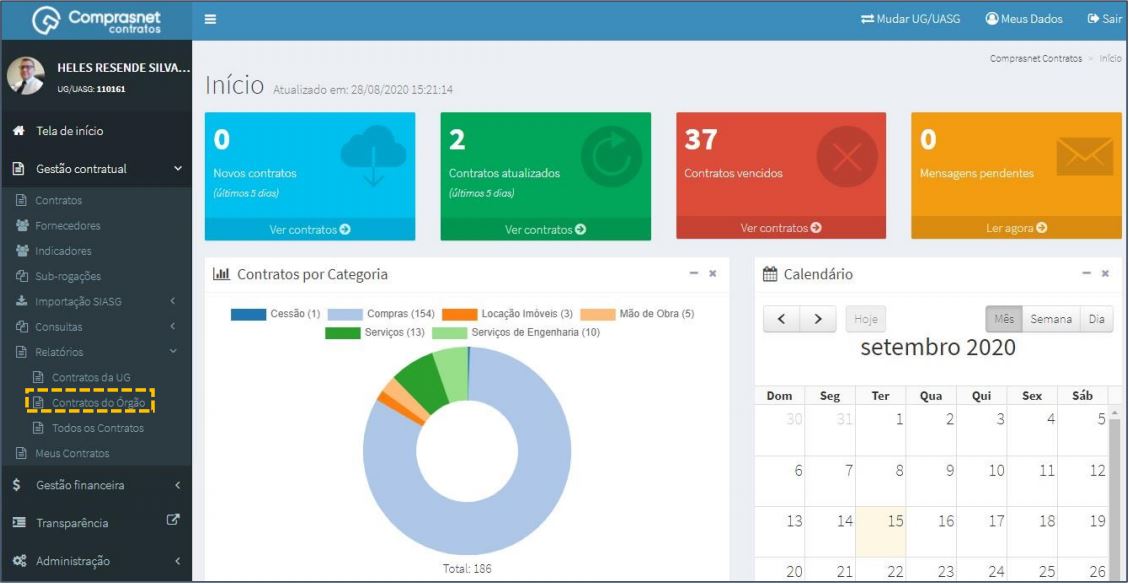 Comprasnet
contratos
Mudar UG/UASG Meus Dados Sair
HELES RESENDE SILVA...
UG/UASG: 110161
Tela de início
Gestão contratual
Contratos
Fornecedores
Indicadores
Sub-rogações
Importação SIASG
Consultas
Relatórios
Contratos da UG
Contratos do Órgão
Todos os Contratos
Meus Contratos
Gestão financeira
Transparência
Administração
Comprasnet Contratos > Início
Início Atualizado em: 28/08/2020 15:21:14
0
Novos contratos
(últimos 5 dias)
Ver contratos
2
Contratos atualizados
(últimos 5 dias)
Ver contratos
37
Contratos vencidos
Ver contratos
0
Mensagens pendentes
Ler agora
Contratos por Categoria
Cessão (1) Compras (154) Locação Imóveis (3) Mão de Obra (5)
Serviços (13) Serviços de Engenharia (10)
Total: 186
Calendário
Hoje Mês Semana Dia
setembro 2020
Dom Seg Ter Qua Qui Sex Sáb
30 31 1 2 3 4 5
6 7 8 9 10 11 12
13 14 15 16 17 18 19
20 21 22 23 24 25 26